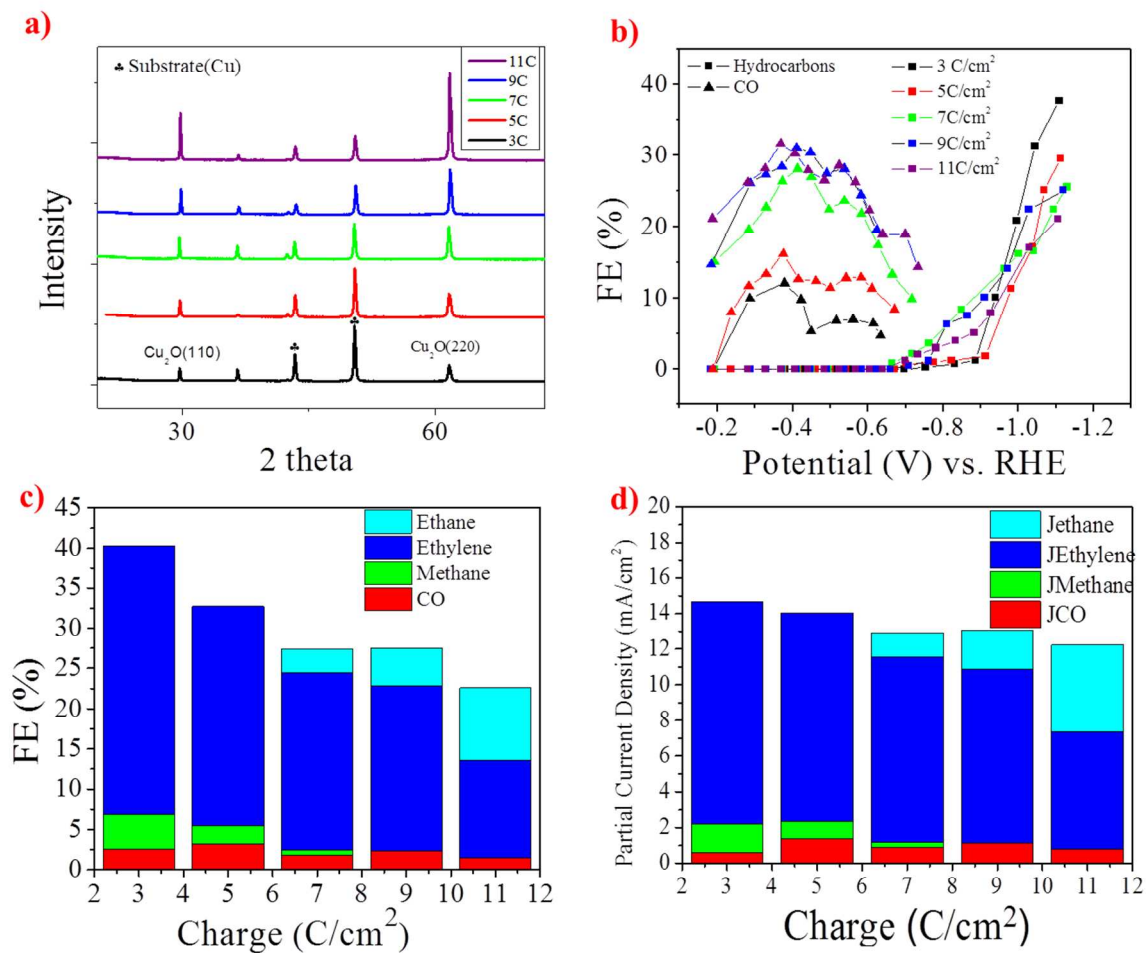 a)
♣ Substrate(Cu)
11C
9C
7C
5C
3C
Cu₂O(110)
♣
♣
Cu₂O(220)
30
60
Intensity
2 theta
b)
Hydrocarbons
CO
3 C/cm²
5C/cm²
7C/cm²
9C/cm²
11C/cm²
40
30
20
10
0
FE (%)
-0.2 -0.4 -0.6 -0.8 -1.0 -1.2
Potential (V) vs. RHE
c)
Ethane
Ethylene
Methane
CO
45
40
35
30
25
20
15
10
5
0
FE (%)
2 3 4 5 6 7 8 9 10 11 12
Charge (C/cm²)
d)
Jethane
JEthylene
JMethane
JCO
20
18
16
14
12
10
8
6
4
2
0
Partial Current Density (mA/cm²)
2 3 4 5 6 7 8 9 10 11 12
Charge (C/cm²)